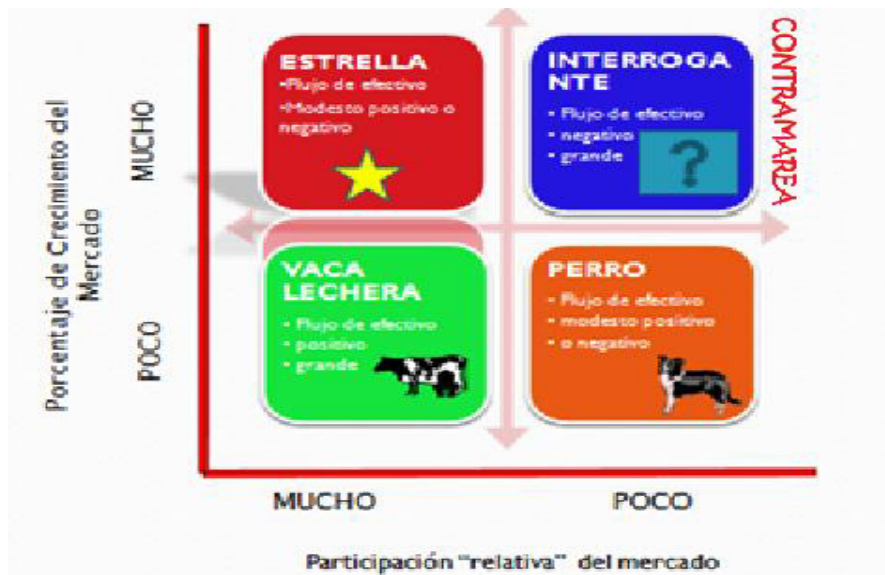 ESTRELLA
•Flujo de efectivo
•Modesto positivo o
negativo
INTERROGA
NTE
• Flujo de efectivo
• negativo
• grande
?
CONTRAMAREA
Porcentaje de Crecimiento del
Mercado
MUCHO
POCO
VACA
LECHERA
• Flujo de efectivo
• positivo
• grande
PERRO
• Flujo de efectivo
• modesto positivo
• o negativo
MUCHO
POCO
Participación “relativa” del mercado